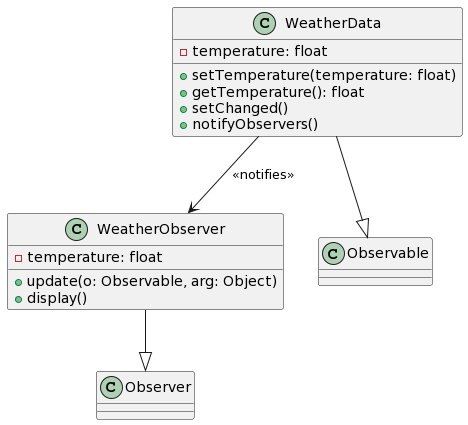 C WeatherData
temperature: float
setTemperature(temperature: float)
getTemperature(): float
setChanged()
notifyObservers()
«notifies»
C WeatherObserver
temperature: float
update(o: Observable, arg: Object)
display()
C Observable
C Observer